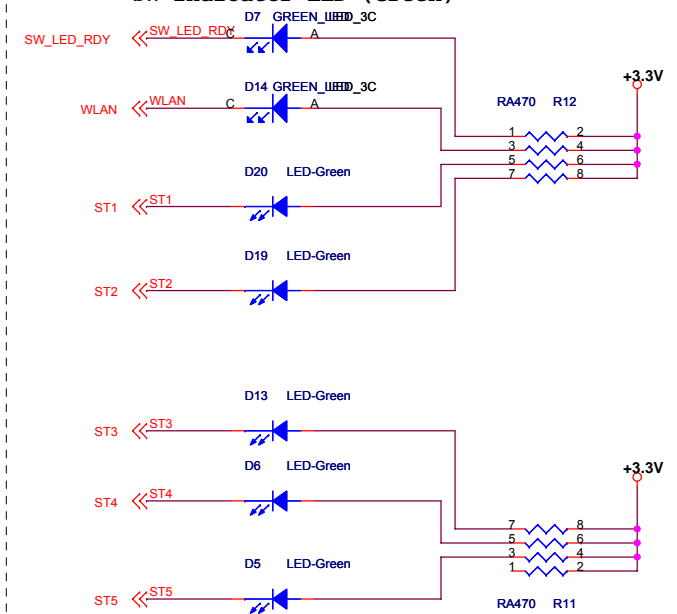 D7 GREEN_LED_3C
SW_LED_RDY SW_LED_RDY C A
+3.3V
D14 GREEN_LED_3C
RA470 R12
WLAN WLAN C A
1 2
3 4
5 6
7 8
D20 LED-Green
ST1 ST1
D19 LED-Green
ST2 ST2
D13 LED-Green
ST3 ST3
D6 LED-Green
+3.3V
ST4 ST4
7 8
5 6
3 4
1 2
D5 LED-Green
ST5 ST5
RA470 R11